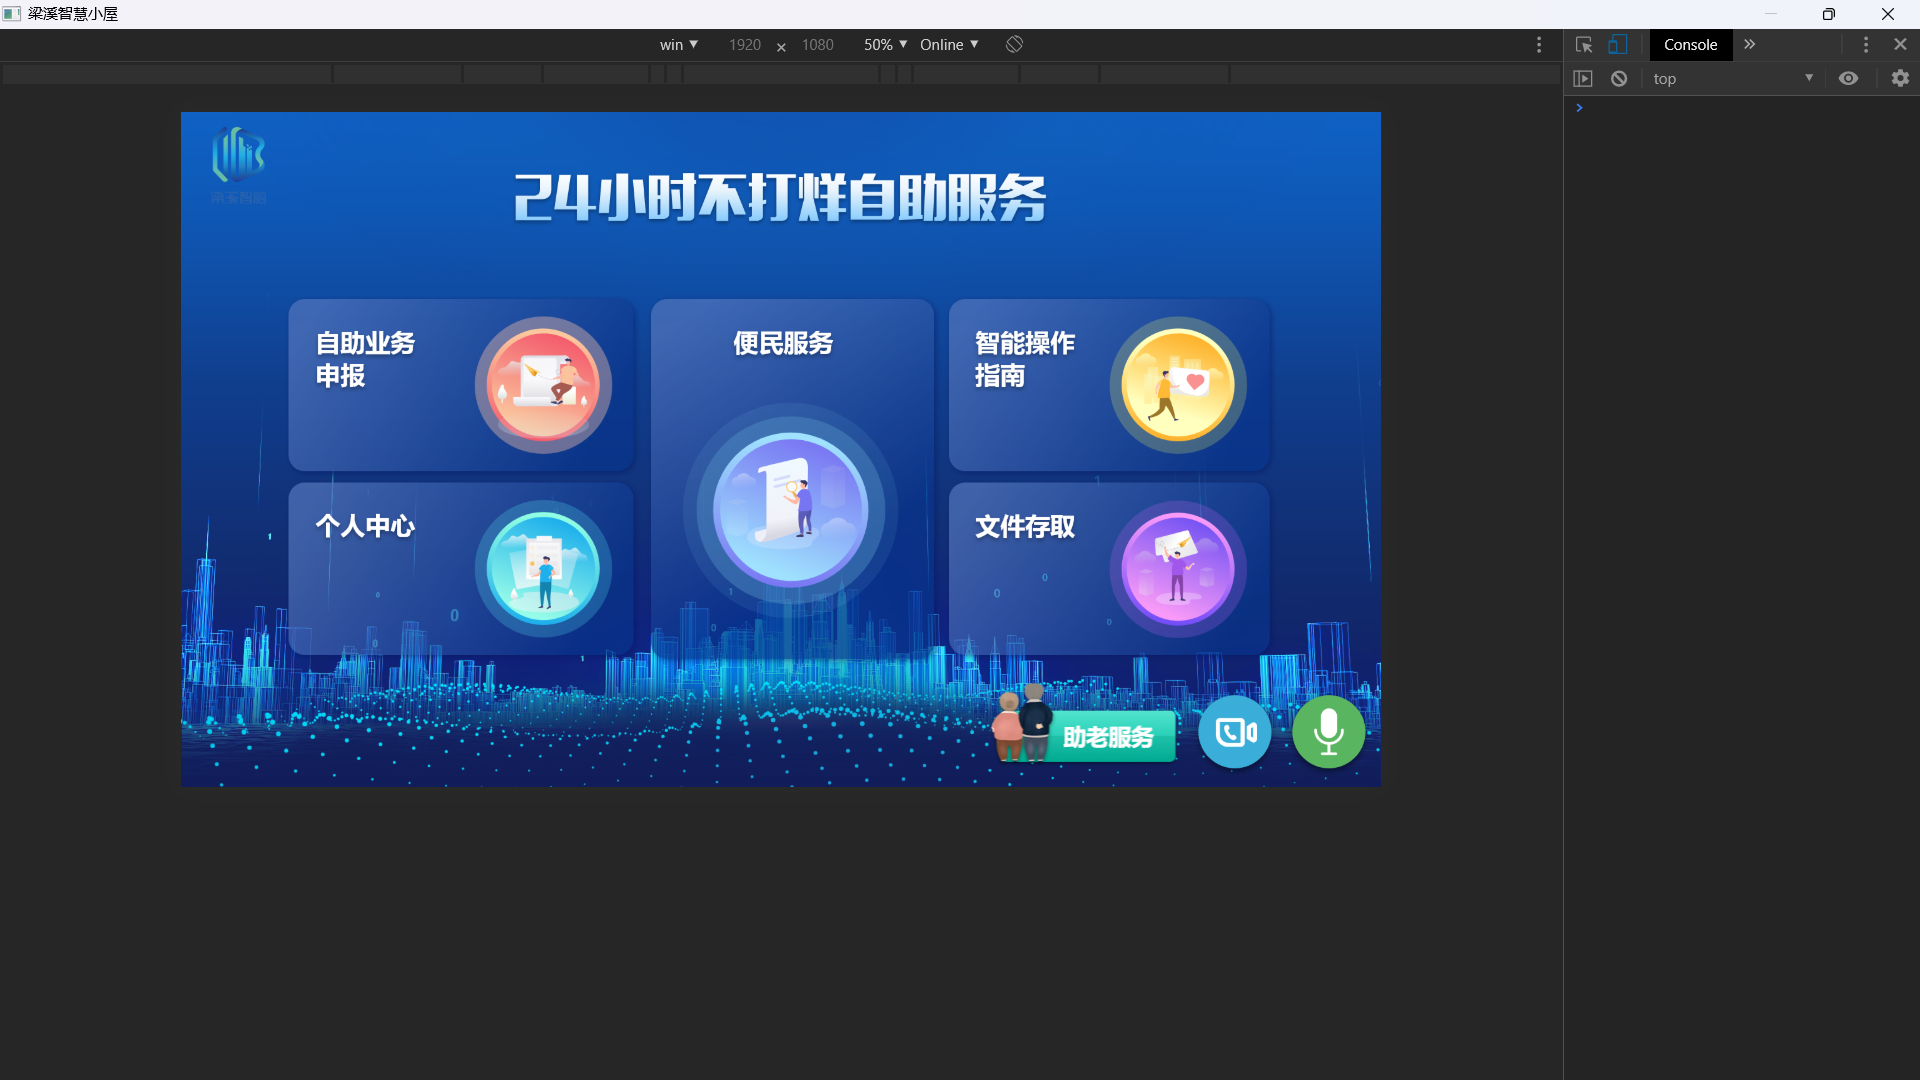 梁溪智慧小屋
win ▼ 1920 × 1080 50% ▼ Online ▼
Console
top
24小时不打烊自助服务
自助业务
申报
便民服务
智能操作
指南
个人中心
文件存取
助老服务